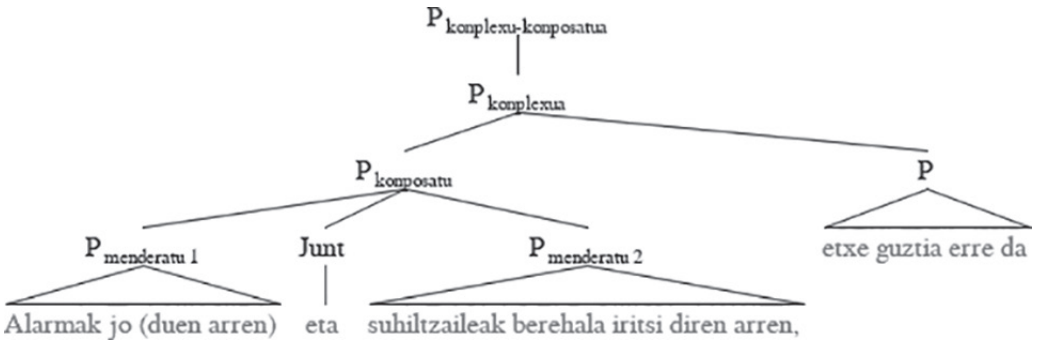 P konplexu-konposatua
P konplexua
P konposatu P
P menderatu 1 Junt P menderatu 2 etxe guztia erre da
Alarmak jo (duen arren) eta suhiltzaileak berehala iritsi diren arren,